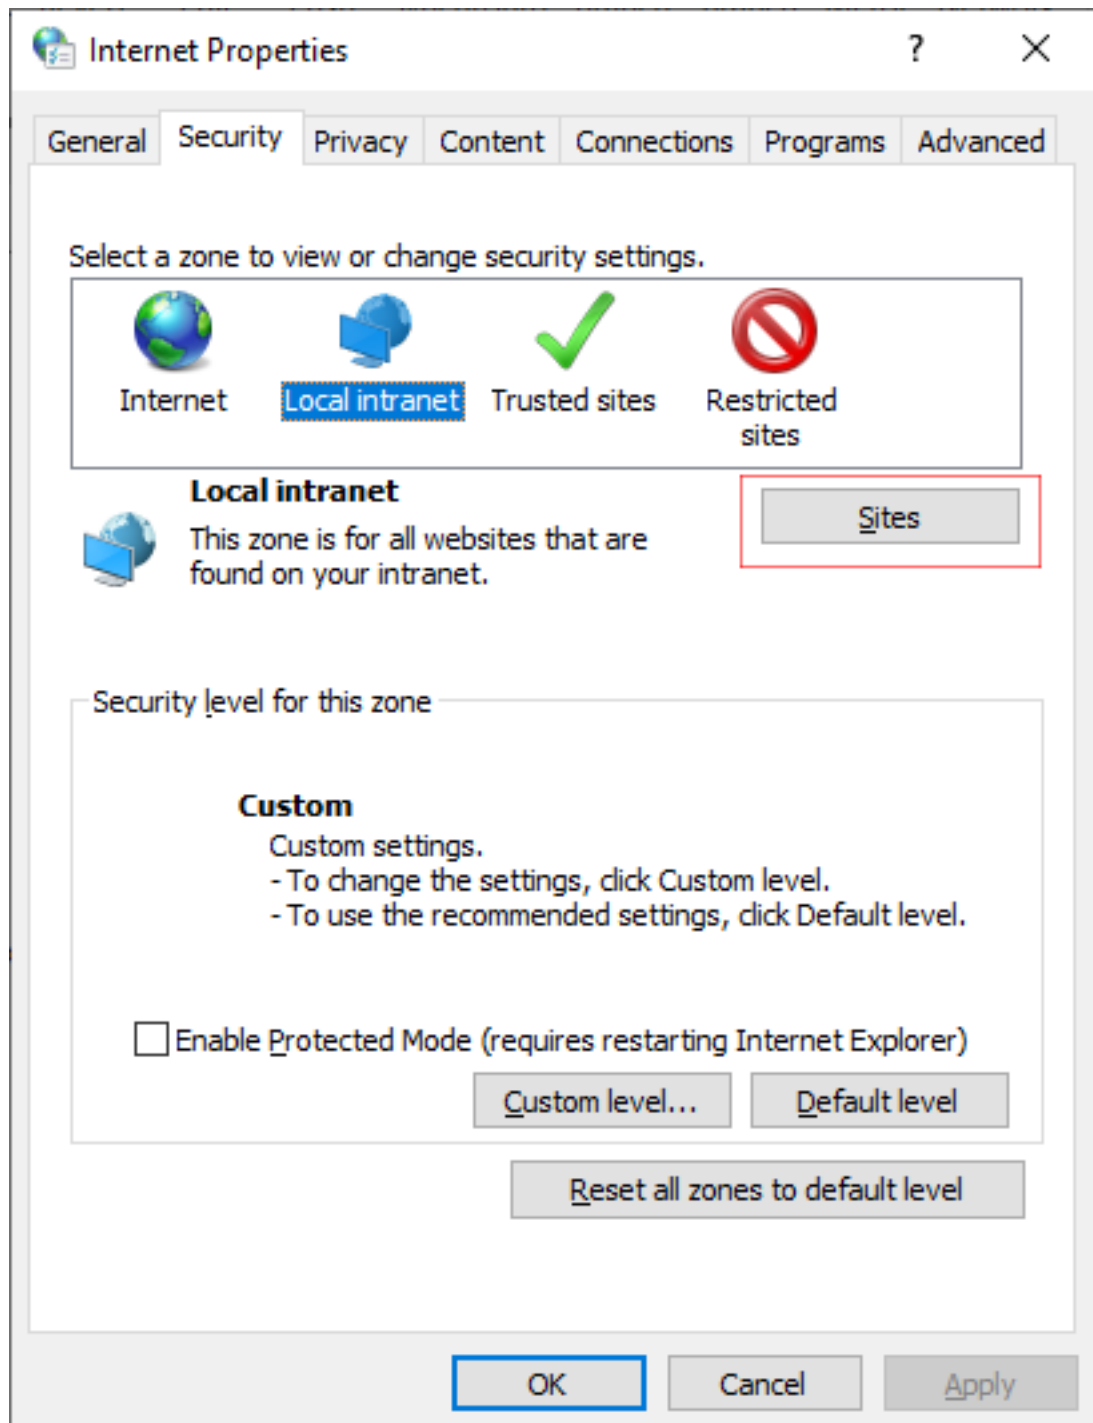 Internet Properties
?
General Security Privacy Content Connections Programs Advanced
Select a zone to view or change security settings.
Internet Local intranet Trusted sites Restricted sites
Local intranet
Sites
This zone is for all websites that are
found on your intranet.
Security level for this zone
Custom
Custom settings.
- To change the settings, click Custom level.
- To use the recommended settings, click Default level.
Enable Protected Mode (requires restarting Internet Explorer)
Custom level... Default level
Reset all zones to default level
OK Cancel Apply